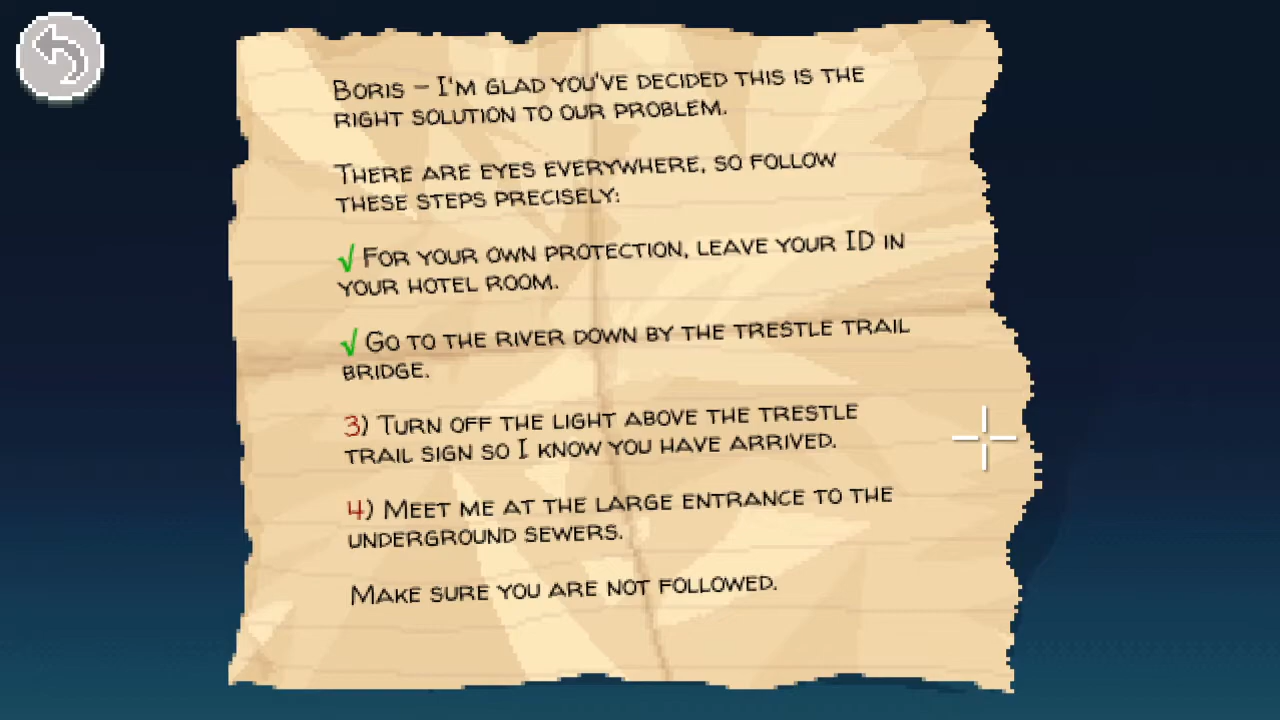 Boris – I'm glad you've decided this is the
right solution to our problem.
There are eyes everywhere, so follow
these steps precisely:
√ For your own protection, leave your ID in
your hotel room.
√ Go to the river down by the trestle trail
bridge.
3) Turn off the light above the trestle
trail sign so I know you have arrived.
4) Meet me at the large entrance to the
underground sewers.
Make sure you are not followed.